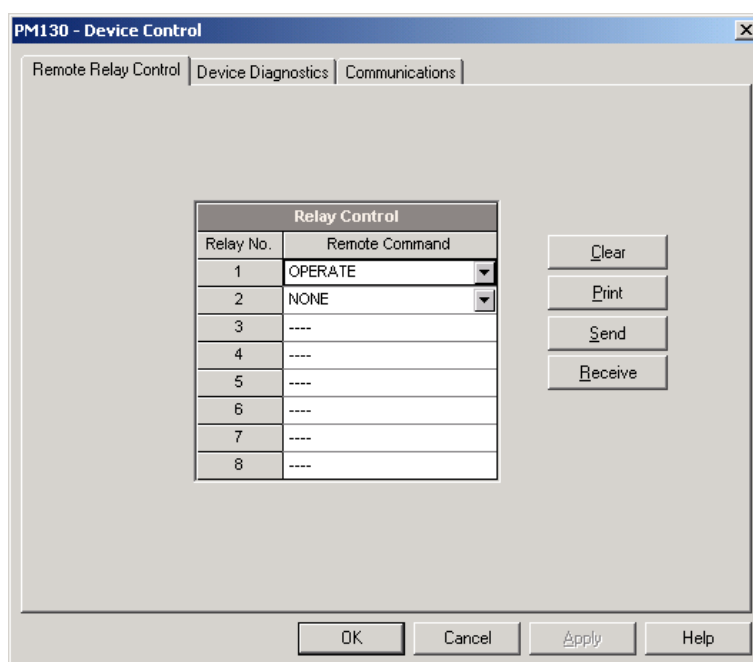 PM130 - Device Control
Remote Relay Control Device Diagnostics Communications
Relay Control
Relay No. Remote Command
1 OPERATE
2 NONE
3 ----
4 ----
5 ----
6 ----
7 ----
8 ----
Clear
Print
Send
Receive
OK Cancel Apply Help